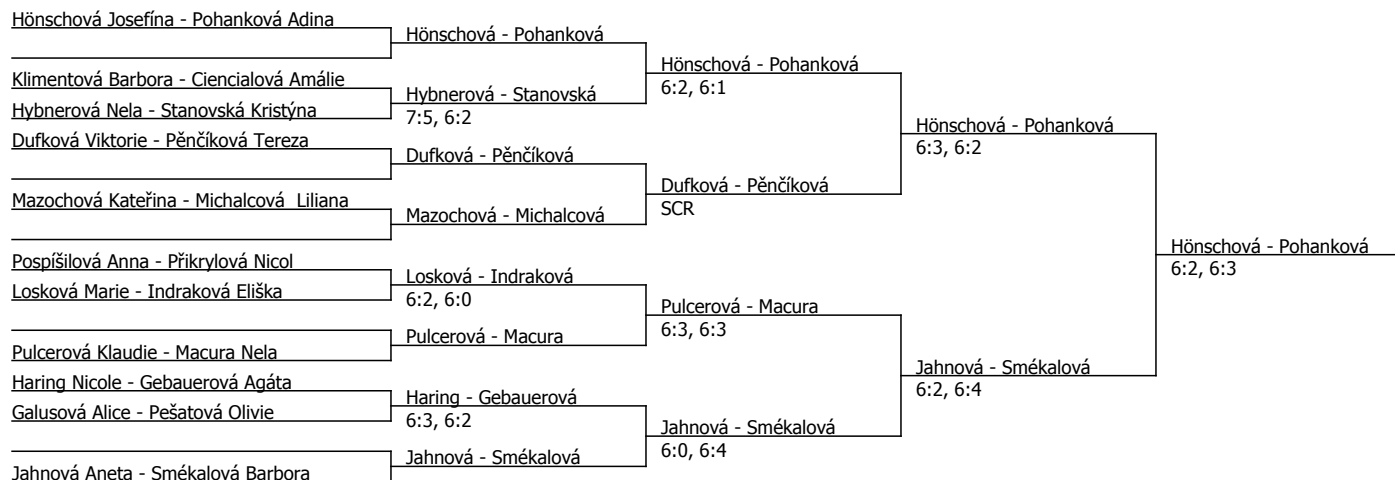 Hönschová Josefína - Pohanková Adina
Klimentová Barbora - Ciencialová Amálie
Hybnerová Nela - Stanovská Kristýna
Dufková Viktorie - Pěnčíková Tereza
Mazochová Kateřina - Michalcová  Liliana
Pospíšilová Anna - Přikrylová Nicol
Losková Marie - Indraková Eliška
Pulcerová Klaudie - Macura Nela
Haring Nicole - Gebauerová Agáta
Galusová Alice - Pešatová Olivie
Jahnová Aneta - Smékalová Barbora
Hönschová - Pohanková
Hybnerová - Stanovská
7:5, 6:2
Dufková - Pěnčíková
Mazochová - Michalcová
Losková - Indraková
6:2, 6:0
Pulcerová - Macura
Haring - Gebauerová
6:3, 6:2
Jahnová - Smékalová
Hönschová - Pohanková
6:2, 6:1
Dufková - Pěnčíková
SCR
Pulcerová - Macura
6:3, 6:3
Jahnová - Smékalová
6:0, 6:4
Hönschová - Pohanková
6:3, 6:2
Jahnová - Smékalová
6:2, 6:4
Hönschová - Pohanková
6:2, 6:3